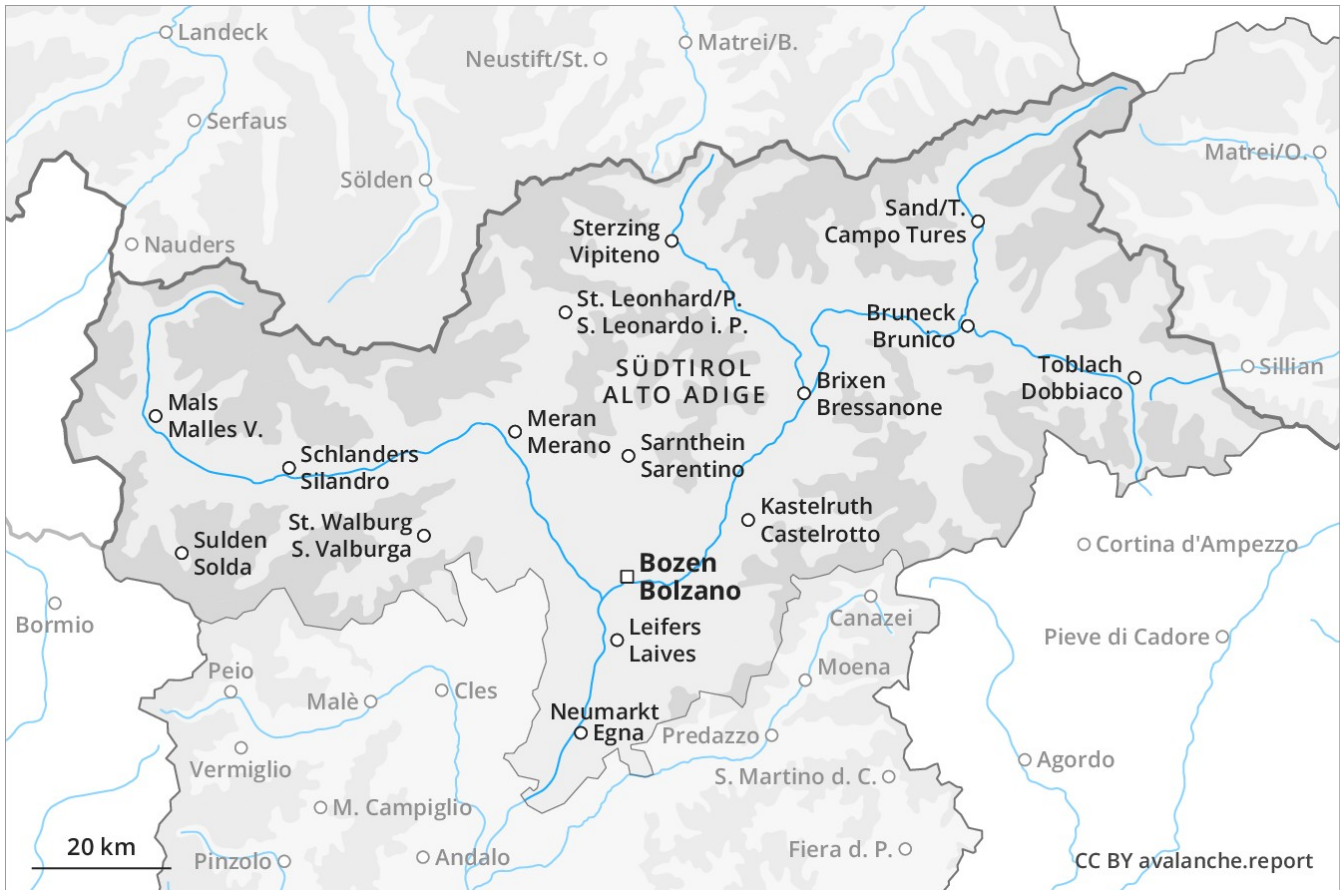 Landeck
Neustift/St.
Matrei/B.
Serfaus
Sölden
Matrei/O.
Nauders
Sand/T.
Campo Tures
Sterzing
Vipiteno
St. Leonhard/P.
S. Leonardo i. P.
Bruneck
Brunico
SÜDTIROL
ALTO ADIGE
Toblach
Dobbiaco
Sillian
Brixen
Bressanone
Mals
Malles V.
Meran
Merano
Sarnthein
Sarentino
Schlanders
Silandro
Kastelruth
Castelrotto
St. Walburg
S. Valburga
Sulden
Solda
Cortina d'Ampezzo
Bozen
Bolzano
Bormio
Canazei
Leifers
Laives
Pieve di Cadore
Peio
Moena
Malè
Cles
Neumarkt
Egna
Predazzo
Vermiglio
Agordo
S. Martino d. C.
M. Campiglio
20 km
Pinzolo
Andalo
Fiera d. P.
CC BY avalanche.report